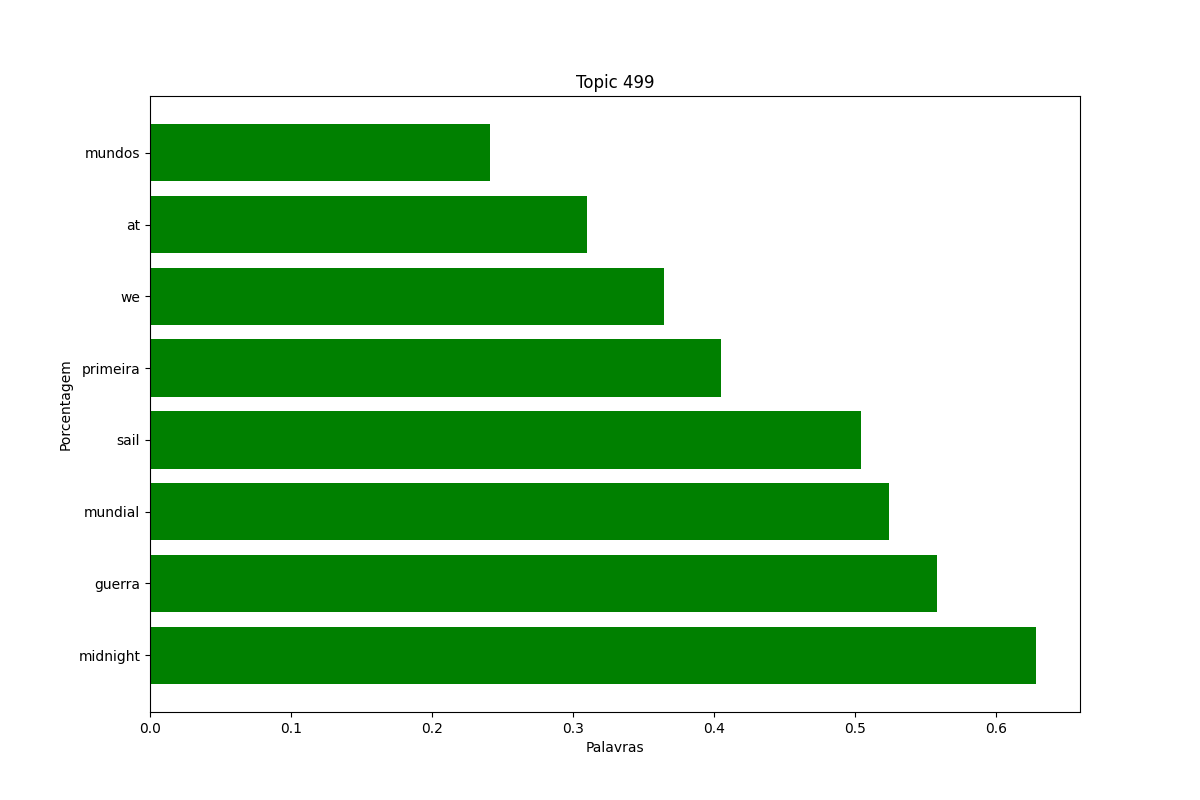 Topic 499
mundos
at
we
primeira
sail
mundial
guerra
midnight
Porcentagem
0.0 0.1 0.2 0.3 0.4 0.5 0.6
Palavras